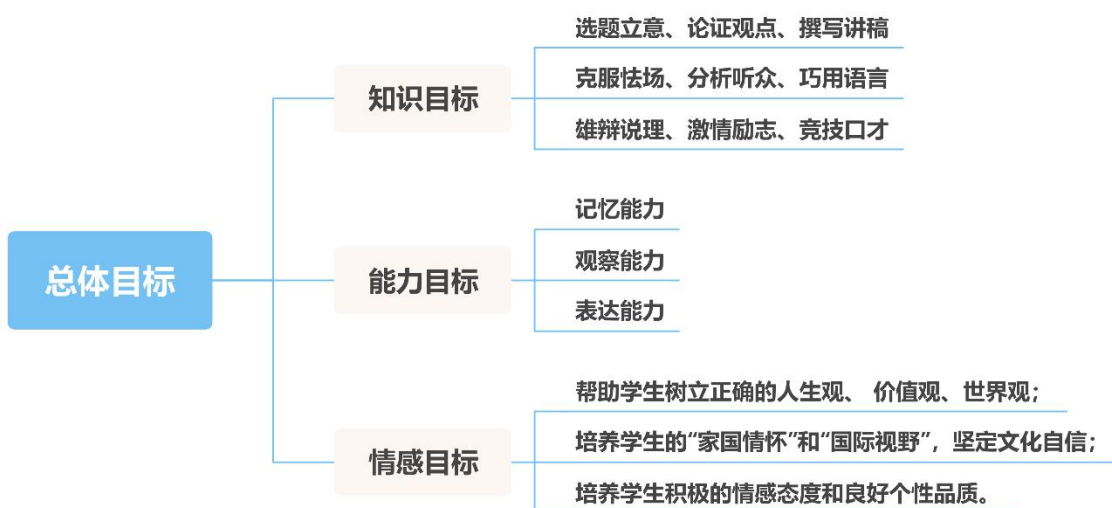 总体目标
知识目标
选题立意、论证观点、撰写讲稿
克服怯场、分析听众、巧用语言
雄辩说理、激情励志、竞技口才
能力目标
记忆能力
观察能力
表达能力
情感目标
帮助学生树立正确的人生观、 价值观、世界观；
培养学生的“家国情怀”和“国际视野”，坚定文化自信；
培养学生积极的情感态度和良好个性品质。